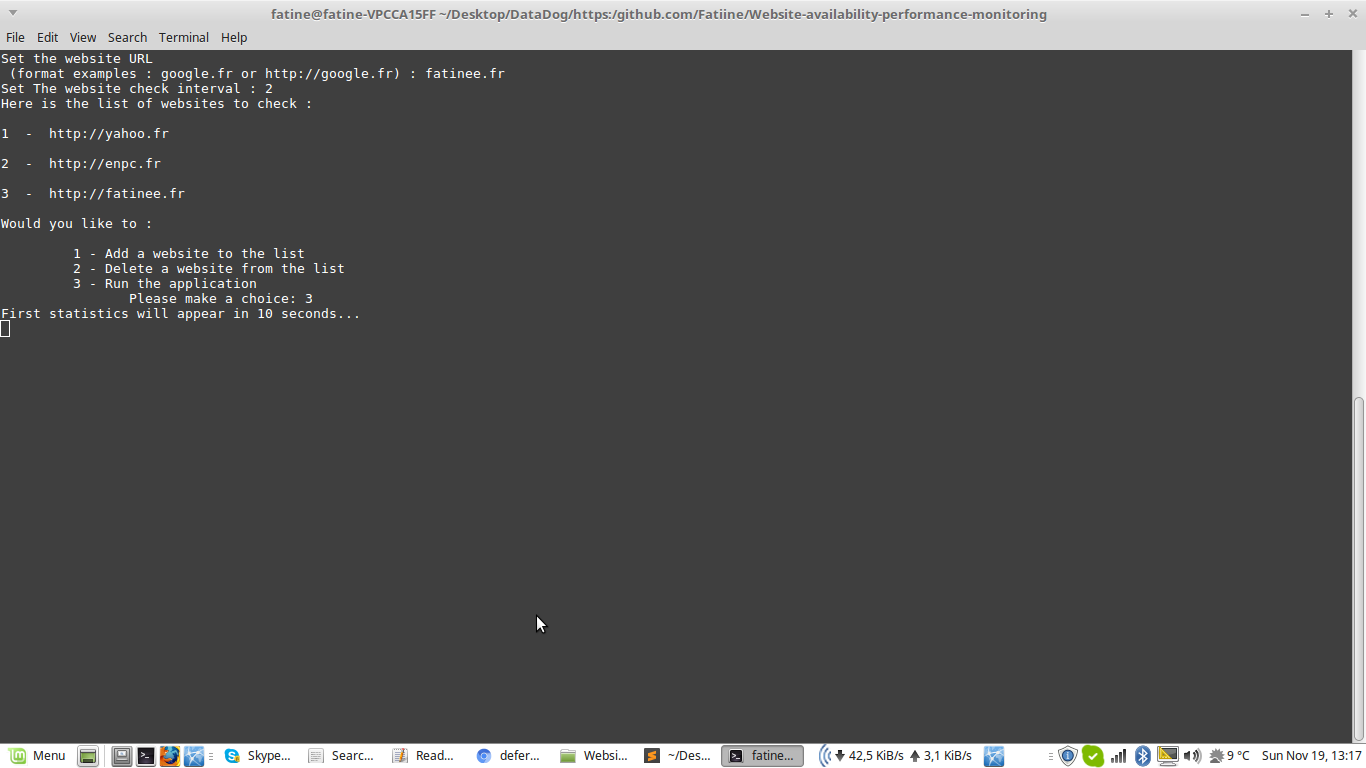 fatine@fatine-VPCCA15FF ~/Desktop/DataDog/https:/github.com/Fatiine/Website-availability-performance-monitoring
File Edit View Search Terminal Help
Set the website URL
(format examples : google.fr or http://google.fr) : fatinee.fr
Set The website check interval : 2
Here is the list of websites to check :
1 - http://yahoo.fr
2 - http://enpc.fr
3 - http://fatinee.fr
Would you like to :
1 - Add a website to the list
2 - Delete a website from the list
3 - Run the application
Please make a choice: 3
First statistics will appear in 10 seconds...
Menu Skype... Searc... Read... defer... Websi... ~/Des... fatine... 42,5 KiB/s 3,1 KiB/s 9 °C Sun Nov 19, 13:17